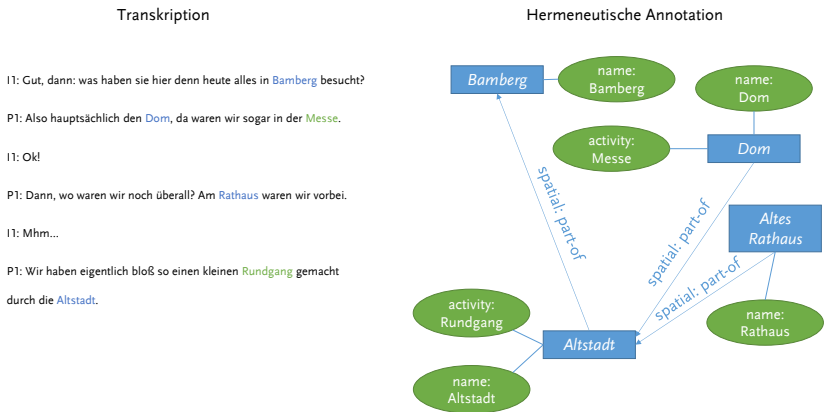 Transkription
Hermeneutische Annotation
I1: Gut, dann: was haben sie hier denn heute alles in Bamberg besucht?
P1: Also hauptsächlich den Dom, da waren wir sogar in der Messe.
I1: Ok!
P1: Dann, wo waren wir noch überall? Am Rathaus waren wir vorbei.
I1: Mhm...
P1: Wir haben eigentlich bloß so einen kleinen Rundgang gemacht
durch die Altstadt.
Bamberg
name:
Bamberg
name:
Dom
activity:
Messe
Dom
spatial: part-of
spatial: part-of
Altes
Rathaus
spatial: part-of
activity:
Rundgang
name:
Rathaus
Altstadt
name:
Altstadt